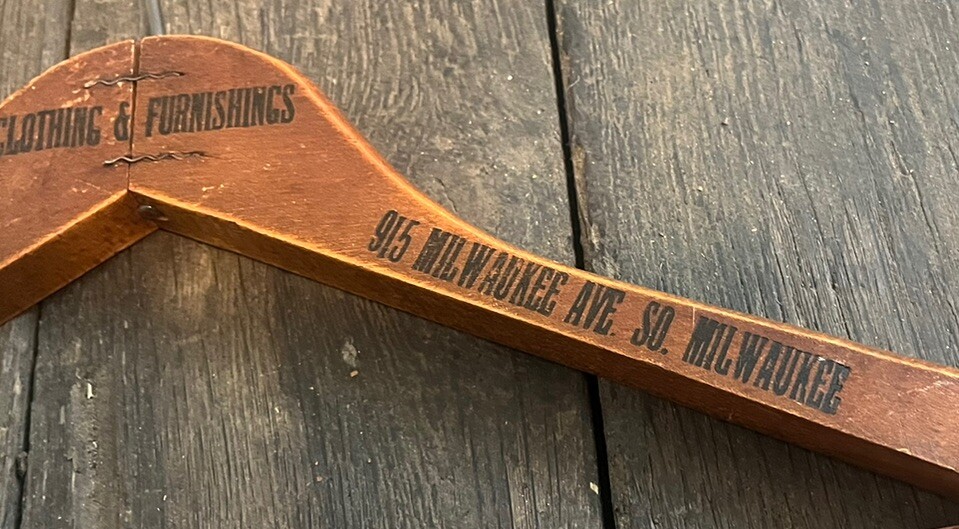 CLOTHING & FURNISHINGS
915 MILWAUKEE AVE. SO. MILWAUKEE